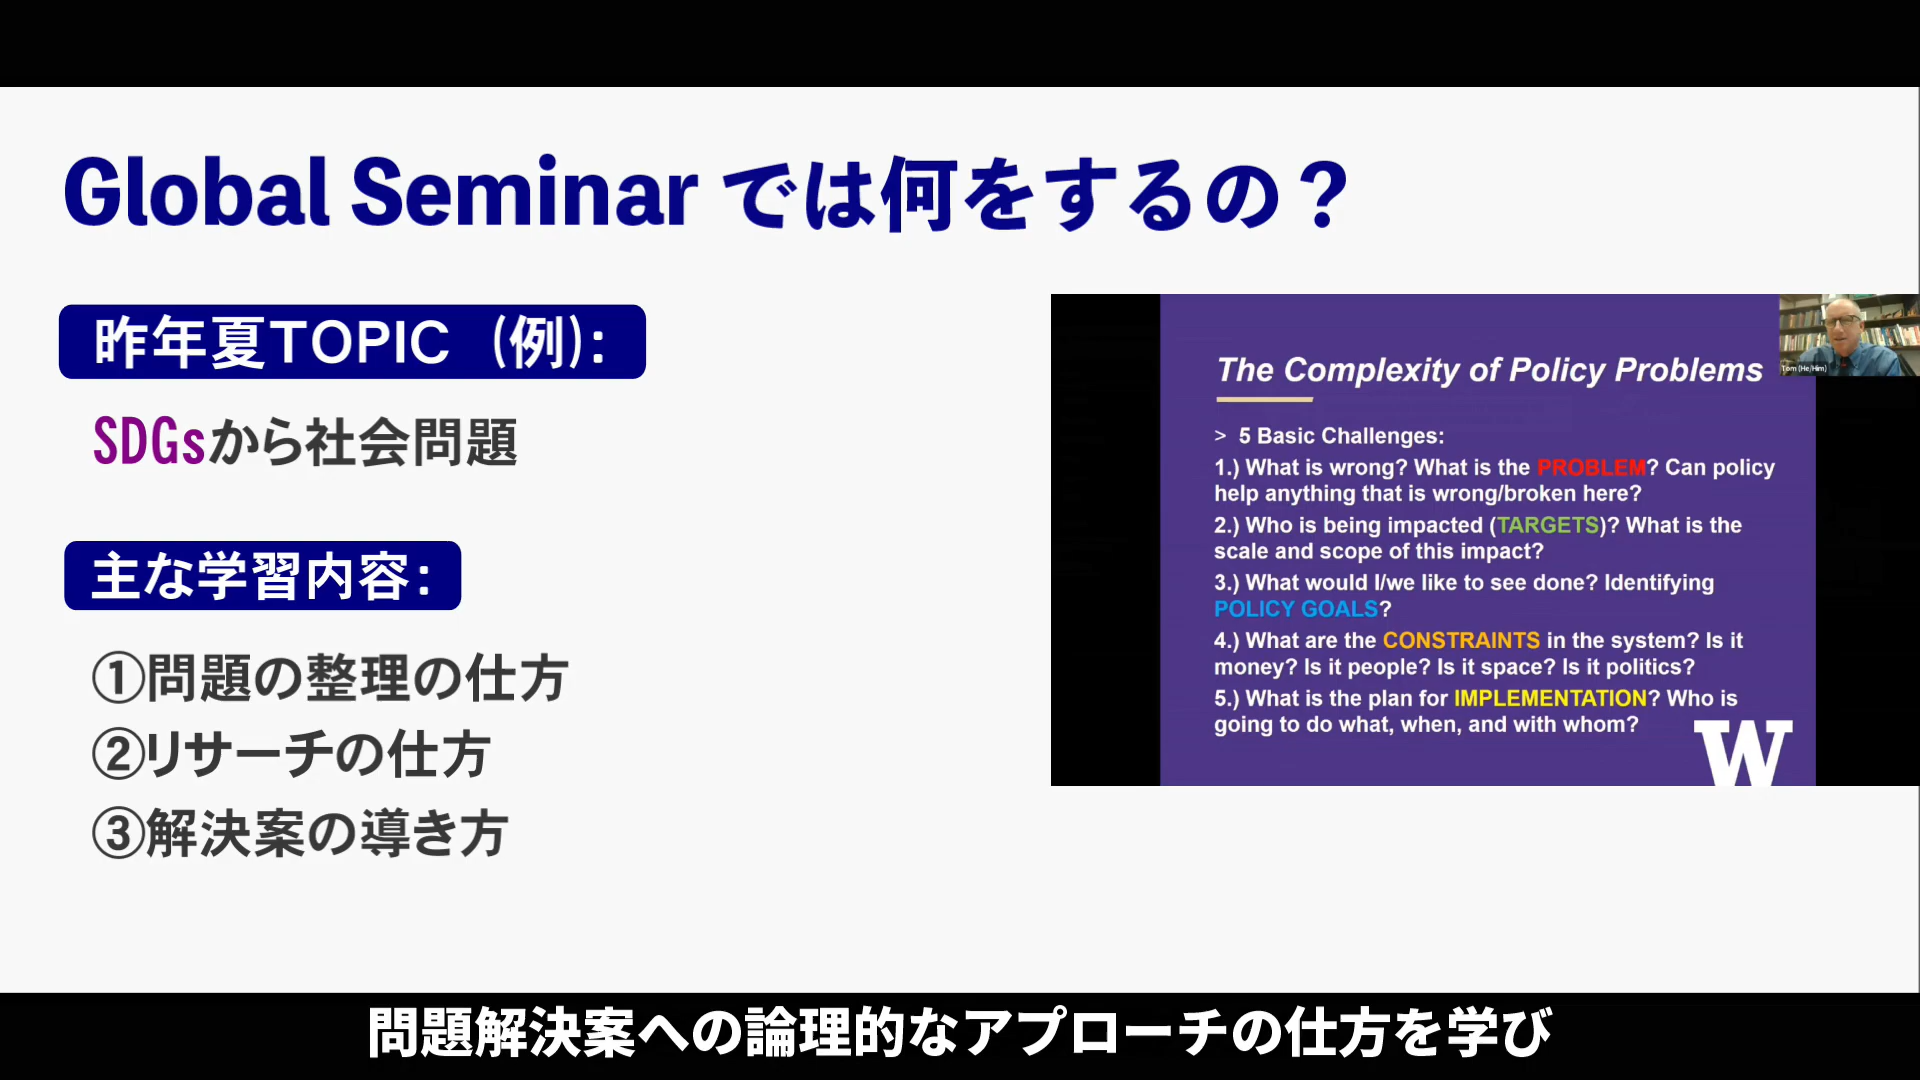 Global Seminar では何をするの？
昨年夏TOPIC（例）：
SDGsから社会問題
主な学習内容：
①問題の整理の仕方
②リサーチの仕方
③解決案の導き方
The Complexity of Policy Problems
> 5 Basic Challenges:
1.) What is wrong? What is the PROBLEM? Can policy
help anything that is wrong/broken here?
2.) Who is being impacted (TARGETS)? What is the
scale and scope of this impact?
3.) What would I/we like to see done? Identifying
POLICY GOALS?
4.) What are the CONSTRAINTS in the system? Is it
money? Is it people? Is it space? Is it politics?
5.) What is the plan for IMPLEMENTATION? Who is
going to do what, when, and with whom?
W
Tom (He/Him)
問題解決案への論理的なアプローチの仕方を学び